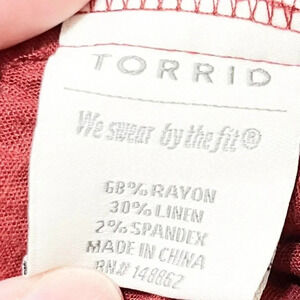 TORRID
We swear by the fit®
68% RAYON
30% LINEN
2% SPANDEX
MADE IN CHINA
RN# 148862